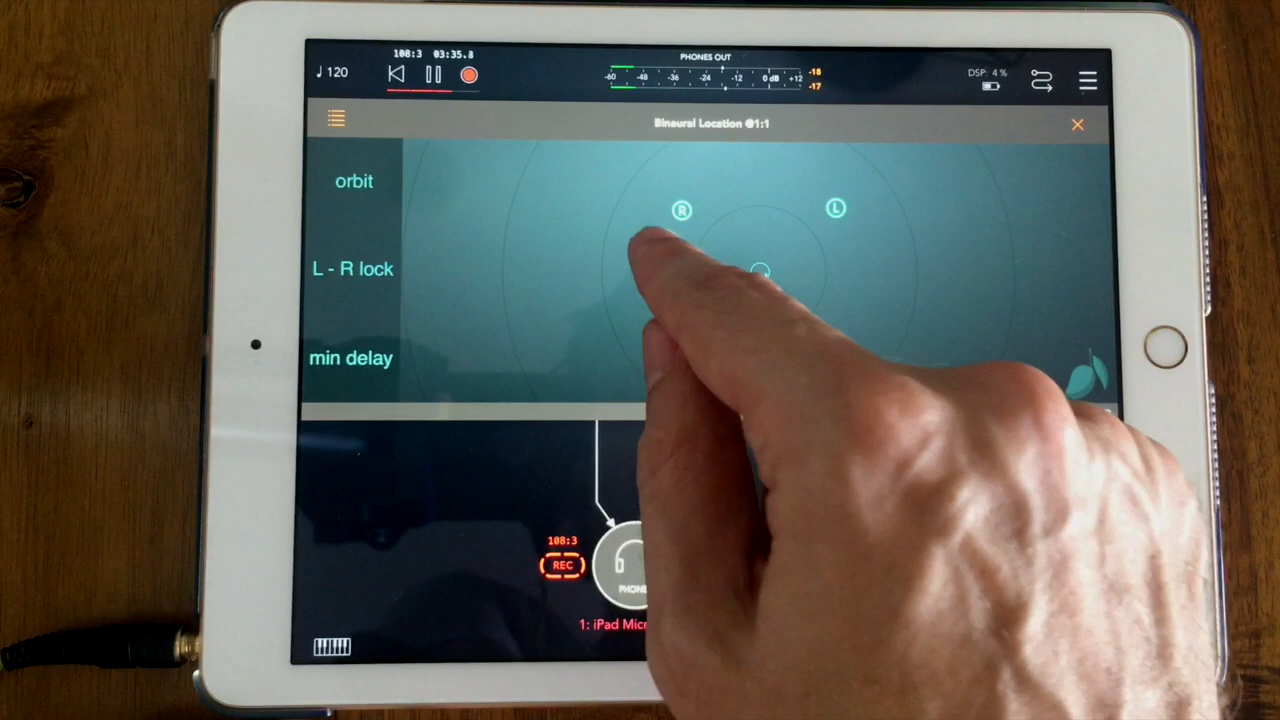 108:3 03:35.8
♩120
PHONES OUT
-60 -48 -36 -24 -12 0 dB +12
-18
-17
DSP: 4 %
Binaural Location @1:1
orbit
R
L
L - R lock
min delay
108:3
REC
1: iPad Micr